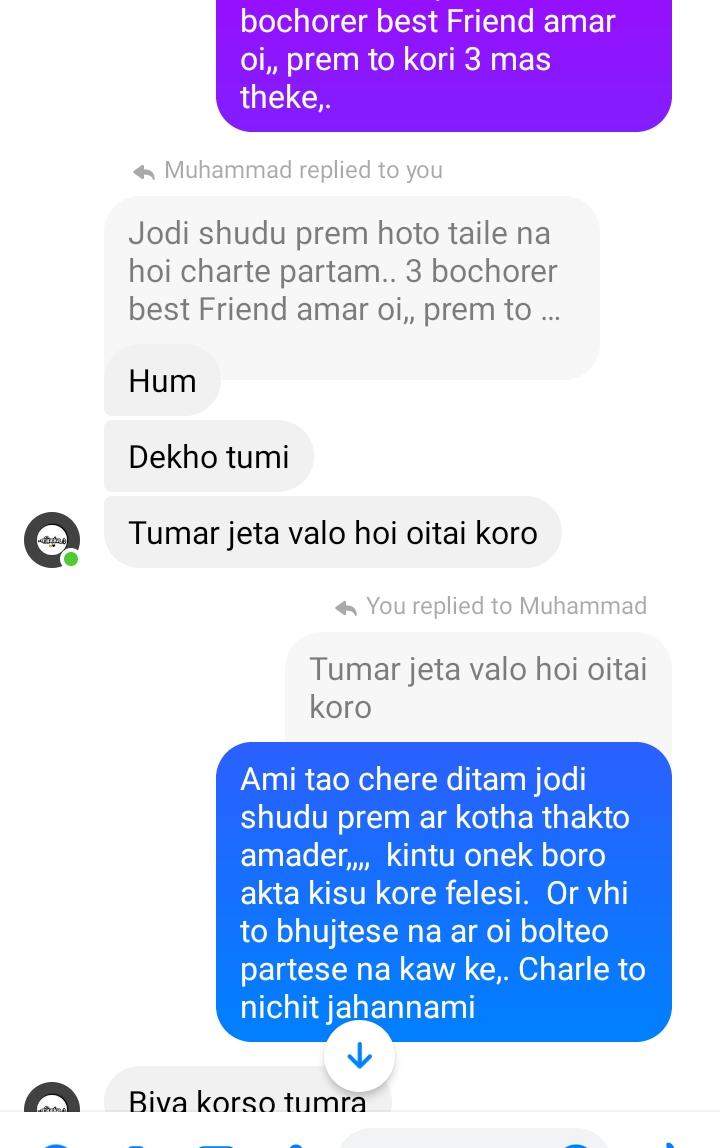 bochorer best Friend amar
oi,, prem to kori 3 mas
theke,.
Muhammad replied to you
Jodi shudu prem hoto taile na
hoi charte partam.. 3 bochorer
best Friend amar oi,, prem to ...
Hum
Dekho tumi
Tumar jeta valo hoi oitai koro
You replied to Muhammad
Tumar jeta valo hoi oitai
koro
Ami tao chere ditam jodi
shudu prem ar kotha thakto
amader,,,, kintu onek boro
akta kisu kore felesi. Or vhi
to bhujtese na ar oi bolteo
partese na kaw ke,. Charle to
nichit jahannami
Biya korso tumra